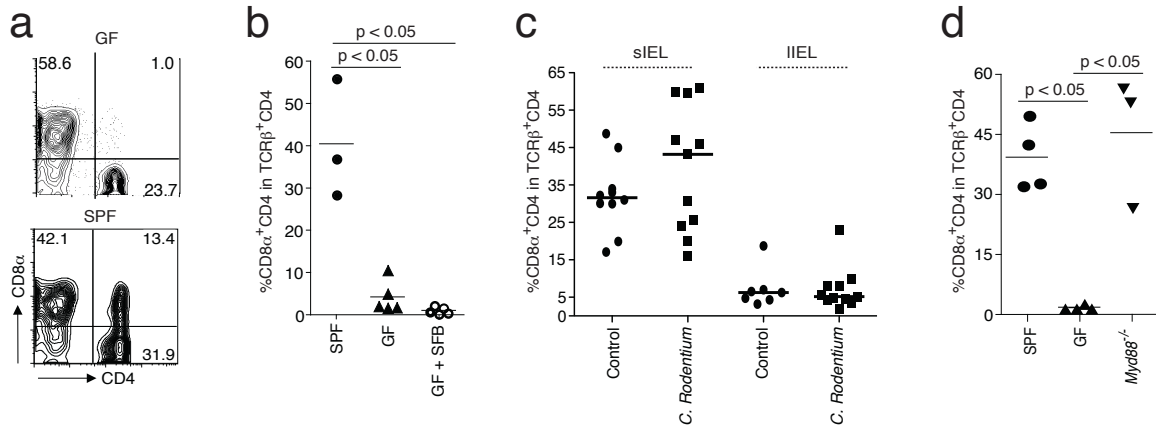 a
GF
58.6 1.0
23.7
SPF
42.1 13.4
31.9
CD8α
CD4
b
p < 0.05
p < 0.05
%CD8α⁺CD4 in TCRβ⁺CD4
60
50
40
30
20
10
0
SPF
GF
GF + SFB
c
sIEL lIEL
%CD8α⁺CD4 in TCRβ⁺CD4
65
55
45
35
25
15
5
5
0
Control
C. Rodentium
Control
C. Rodentium
d
p < 0.05
p < 0.05
%CD8α⁺CD4 in TCRβ⁺CD4
60
45
30
15
0
SPF
GF
Myd88⁻/⁻